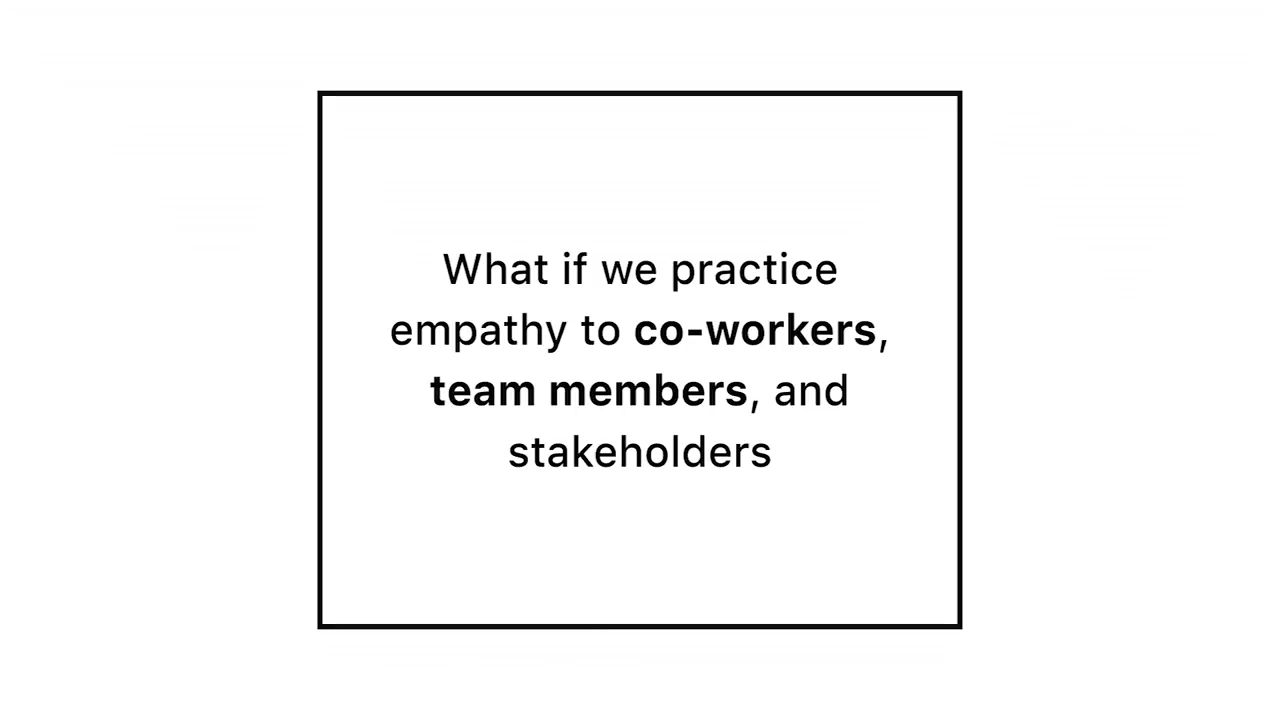 What if we practice
empathy to co-workers,
team members, and
stakeholders